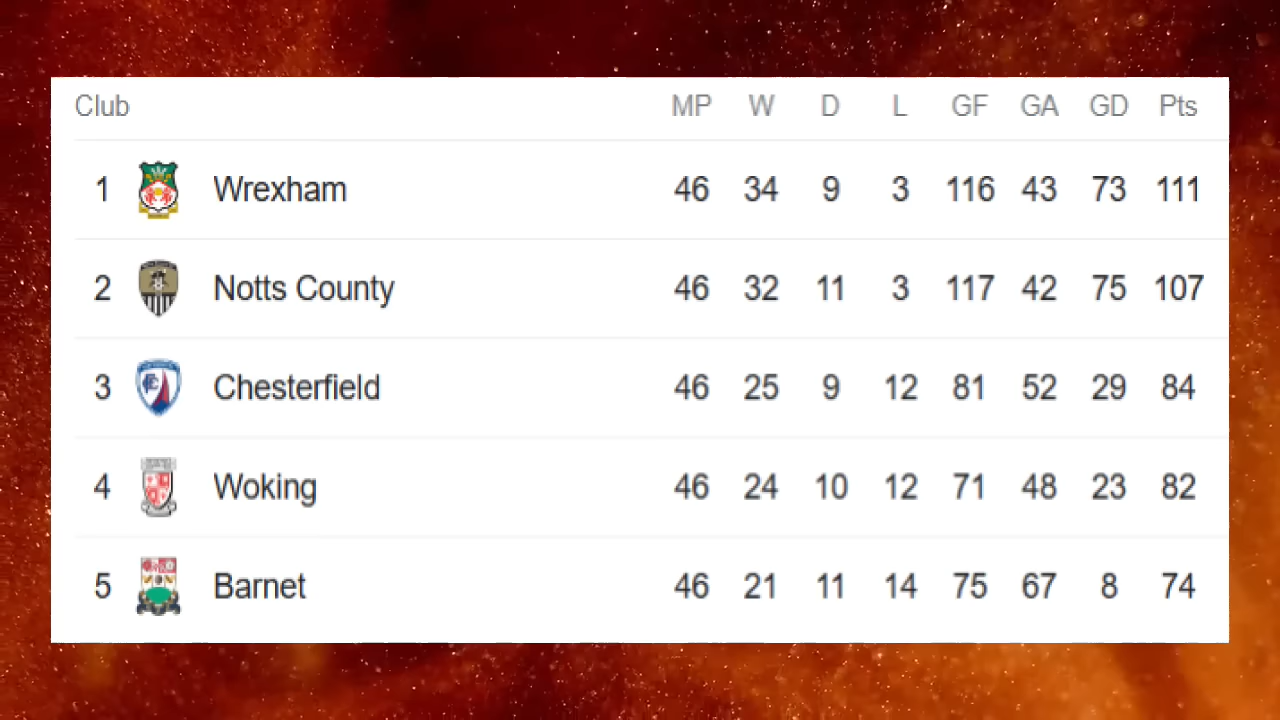 Club MP W D L GF GA GD Pts
1 Wrexham 46 34 9 3 116 43 73 111
2 Notts County 46 32 11 3 117 42 75 107
3 Chesterfield 46 25 9 12 81 52 29 84
4 Woking 46 24 10 12 71 48 23 82
5 Barnet 46 21 11 14 75 67 8 74